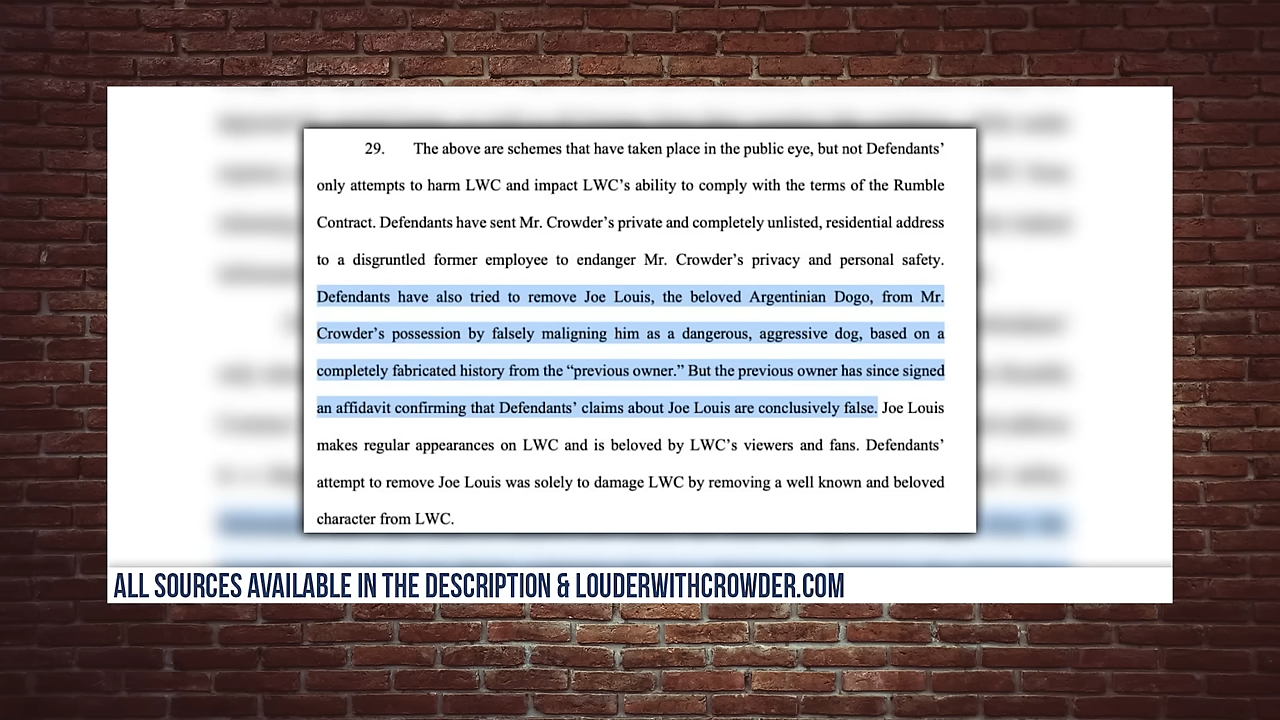 29. The above are schemes that have taken place in the public eye, but not Defendants’
only attempts to harm LWC and impact LWC’s ability to comply with the terms of the Rumble
Contract. Defendants have sent Mr. Crowder’s private and completely unlisted, residential address
to a disgruntled former employee to endanger Mr. Crowder’s privacy and personal safety.
Defendants have also tried to remove Joe Louis, the beloved Argentinian Dogo, from Mr.
Crowder’s possession by falsely maligning him as a dangerous, aggressive dog, based on a
completely fabricated history from the “previous owner.” But the previous owner has since signed
an affidavit confirming that Defendants’ claims about Joe Louis are conclusively false. Joe Louis
makes regular appearances on LWC and is beloved by LWC’s viewers and fans. Defendants’
attempt to remove Joe Louis was solely to damage LWC by removing a well known and beloved
character from LWC.
ALL SOURCES AVAILABLE IN THE DESCRIPTION & LOUDERWITHCROWDER.COM